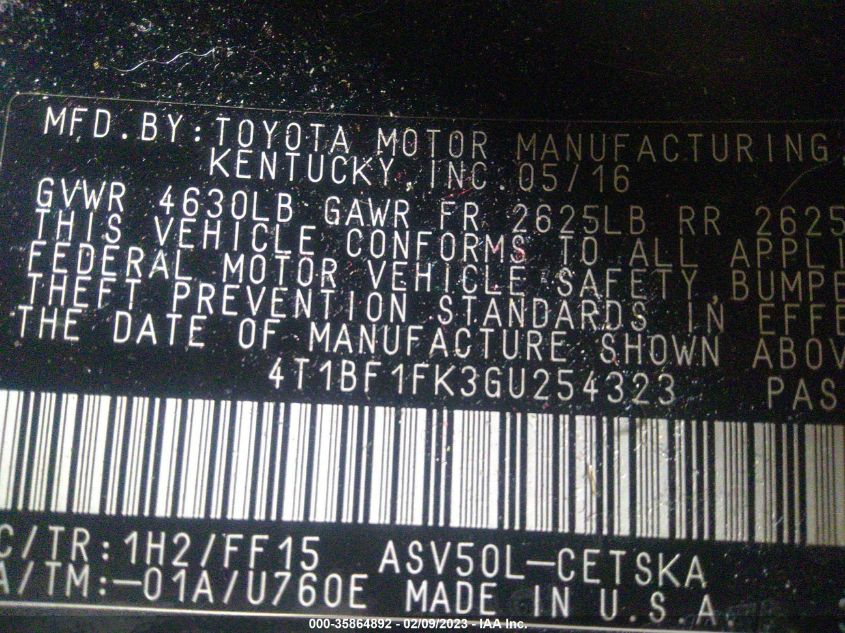 MFD.BY:TOYOTA MOTOR MANUFACTURING,
KENTUCKY,INC.05/16
GVWR 4630LB GAWR FR 2625LB RR 2625
THIS VEHICLE CONFORMS TO ALL APPLI
FEDERAL MOTOR VEHICLE SAFETY,BUMPE
THEFT PREVENTION STANDARDS IN EFFE
THE DATE OF MANUFACTURE SHOWN ABOV
4T1BF1FK3GU254323 PAS
C/TR:1H2/FF15 ASV50L-CETSKA
A/TM:-01A/U760E MADE IN U.S.A.
000-35864892 - 02/09/2023 - IAA Inc.